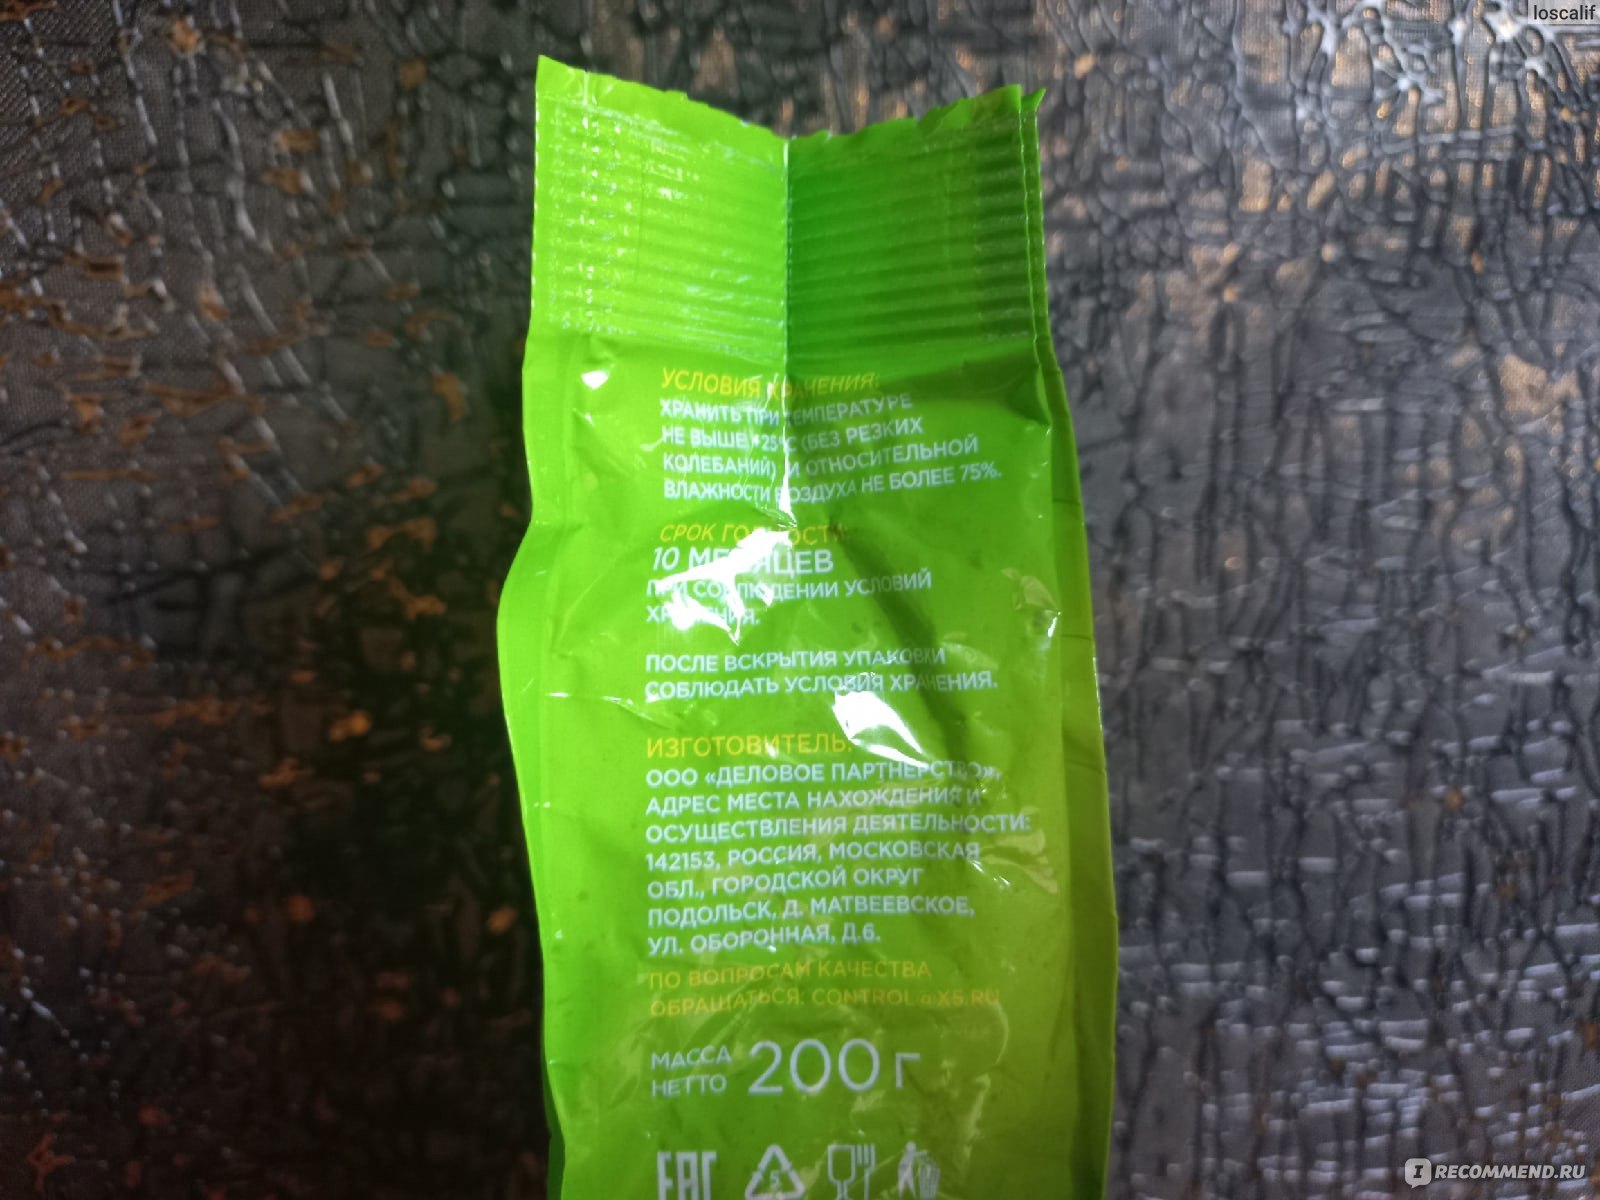 loscalif
УСЛОВИЯ ХРАНЕНИЯ:
ХРАНИТЬ ПРИ ТЕМПЕРАТУРЕ
НЕ ВЫШЕ +25°С (БЕЗ РЕЗКИХ
КОЛЕБАНИЙ) И ОТНОСИТЕЛЬНОЙ
ВЛАЖНОСТИ ВОЗДУХА НЕ БОЛЕЕ 75%.
СРОК ГОДНОСТИ:
10 МЕСЯЦЕВ
ПРИ СОБЛЮДЕНИИ УСЛОВИЙ
ХРАНЕНИЯ.
ПОСЛЕ ВСКРЫТИЯ УПАКОВКИ
СОБЛЮДАТЬ УСЛОВИЯ ХРАНЕНИЯ.
ИЗГОТОВИТЕЛЬ:
ООО «ДЕЛОВОЕ ПАРТНЕРСТВО»,
АДРЕС МЕСТА НАХОЖДЕНИЯ И
ОСУЩЕСТВЛЕНИЯ ДЕЯТЕЛЬНОСТИ:
142153, РОССИЯ, МОСКОВСКАЯ
ОБЛ., ГОРОДСКОЙ ОКРУГ
ПОДОЛЬСК, Д. МАТВЕЕВСКОЕ,
УЛ. ОБОРОННАЯ, Д.6.
ПО ВОПРОСАМ КАЧЕСТВА
ОБРАЩАТЬСЯ: CONTROL@X5.RU
МАССА НЕТТО 200 г
EAC
5
IRECOMMEND.RU